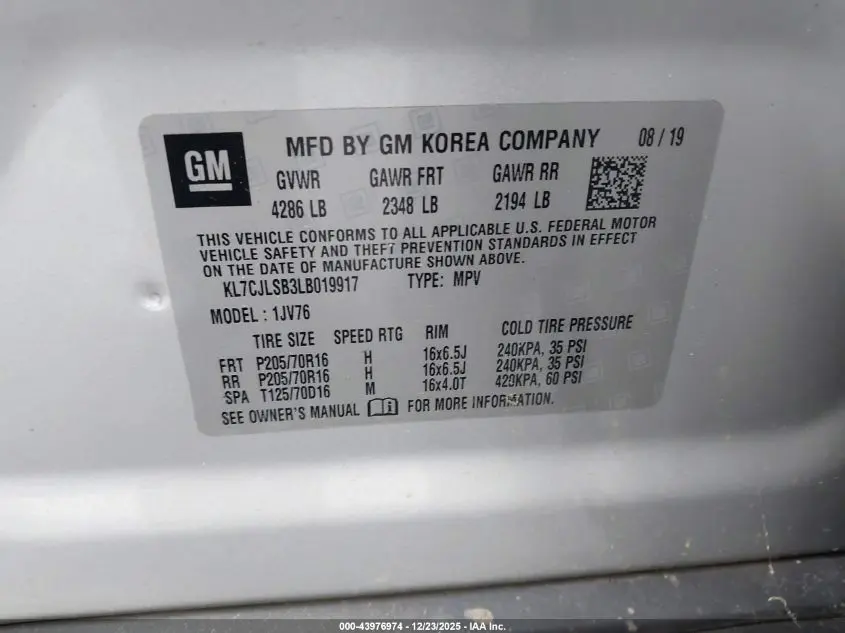 GM
MFD BY GM KOREA COMPANY 08 / 19
GVWR GAWR FRT GAWR RR
4286 LB 2348 LB 2194 LB
THIS VEHICLE CONFORMS TO ALL APPLICABLE U.S. FEDERAL MOTOR
VEHICLE SAFETY AND THEFT PREVENTION STANDARDS IN EFFECT
ON THE DATE OF MANUFACTURE SHOWN ABOVE.
KL7CJLSB3LB019917 TYPE: MPV
MODEL : 1JV76
TIRE SIZE SPEED RTG RIM COLD TIRE PRESSURE
FRT P205/70R16 H 16x6.5J 240KPA, 35 PSI
RR P205/70R16 H 16x6.5J 240KPA, 35 PSI
SPA T125/70D16 M 16x4.0T 420KPA, 60 PSI
SEE OWNER'S MANUAL FOR MORE INFORMATION.
000-43976974 - 12/23/2025 - IAA Inc.